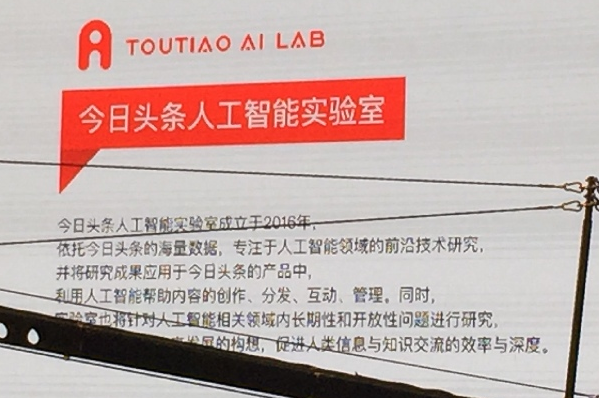 TOUTIAO AI LAB
今日头条人工智能实验室
今日头条人工智能实验室成立于2016年,
依托今日头条的海量数据，专注于人工智能领域的前沿技术研究,
并将研究成果应用于今日头条的产品中,
利用人工智能帮助内容的创作、分发、互动、管理。同时,
实验室也将针对人工智能相关领域内长期性和开放性问题进行研究,
发展的构想，促进人类信息与知识交流的效率与深度。